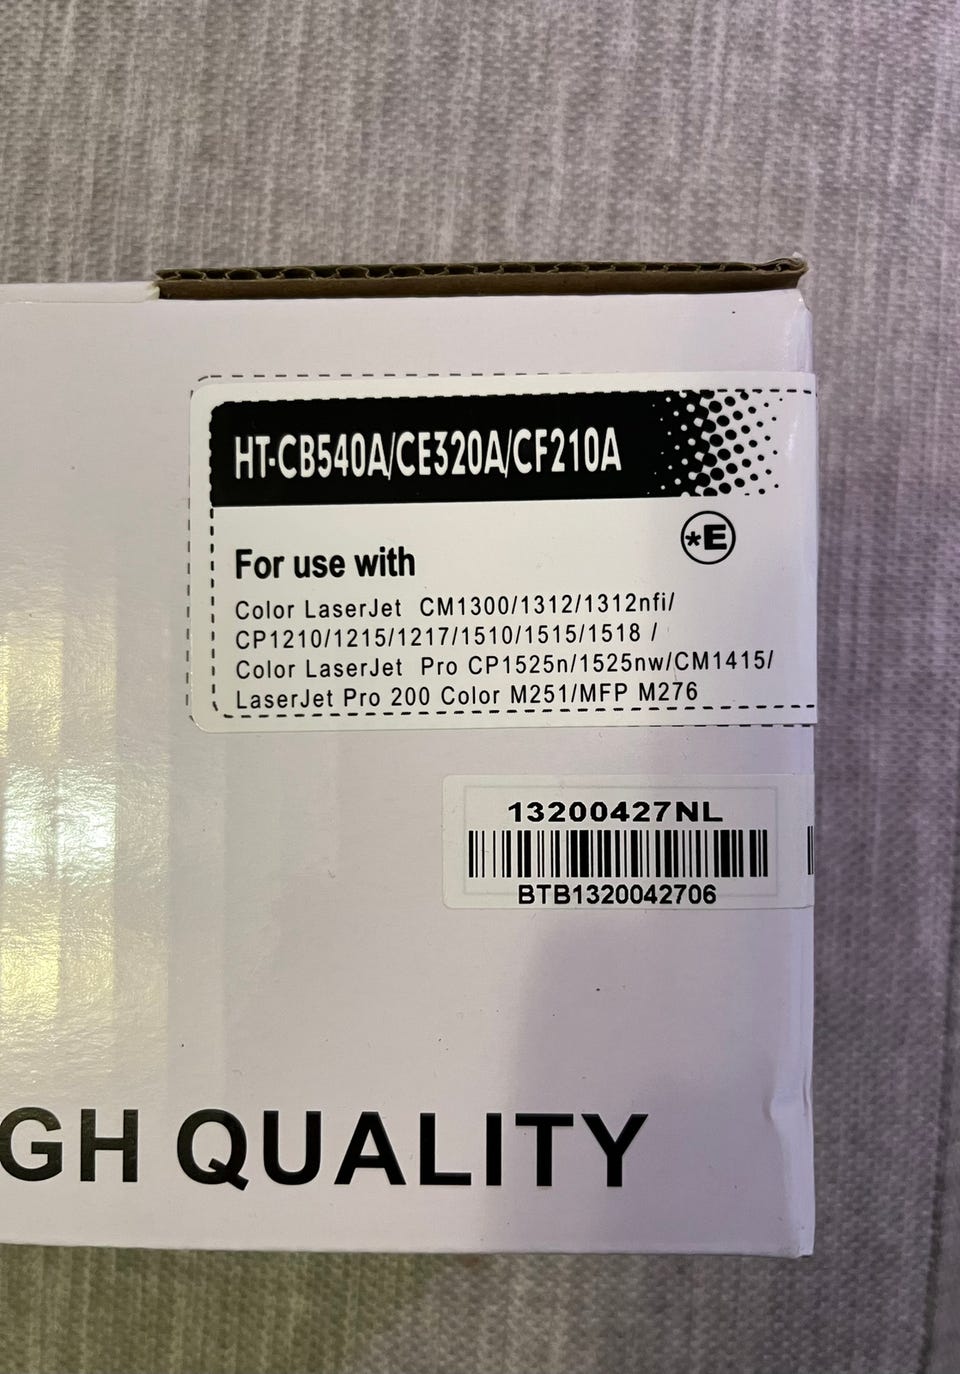 HT-CB540A/CE320A/CF210A
*E
For use with
Color LaserJet CM1300/1312/1312nfi/
CP1210/1215/1217/1510/1515/1518 /
Color LaserJet Pro CP1525n/1525nw/CM1415/
LaserJet Pro 200 Color M251/MFP M276
13200427NL
BTB1320042706
GH QUALITY